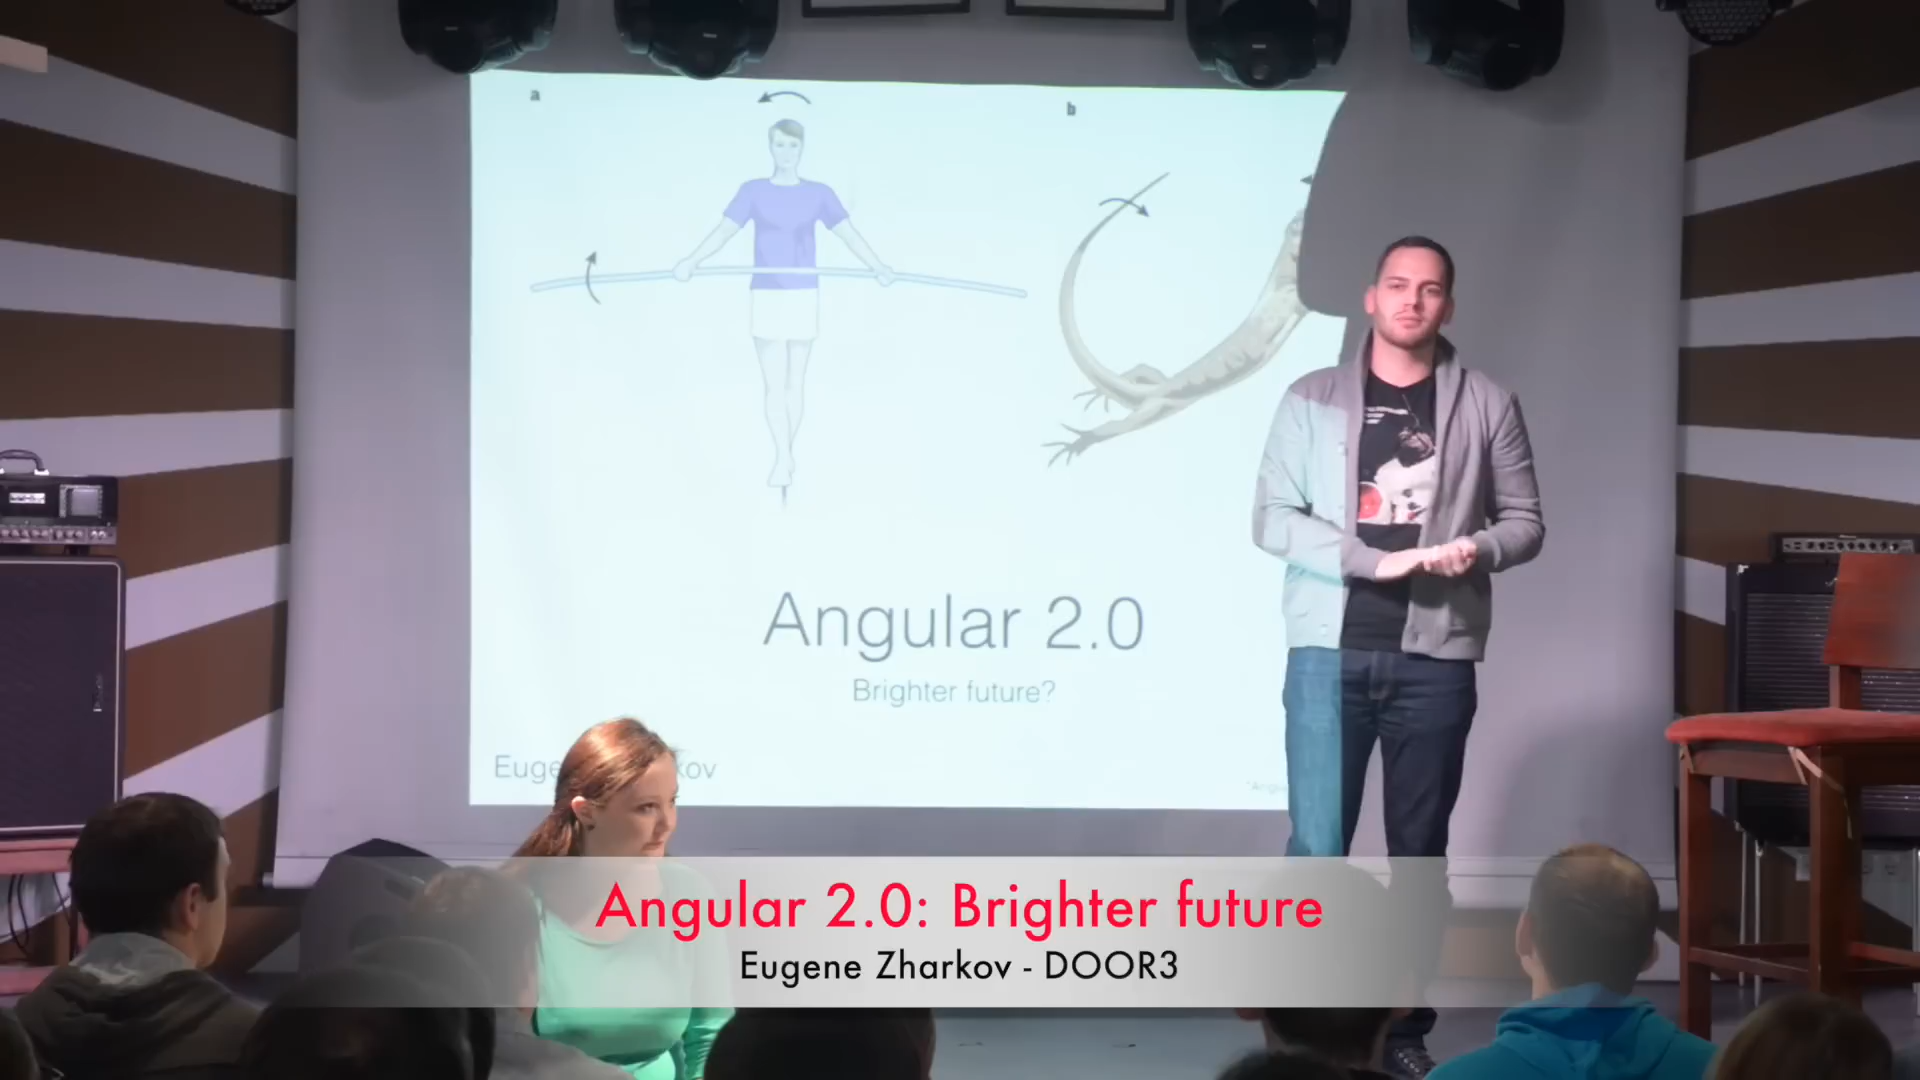 a
b
Angular 2.0
Brighter future?
Angular 2.0: Brighter future
Eugene Zharkov - DOOR3